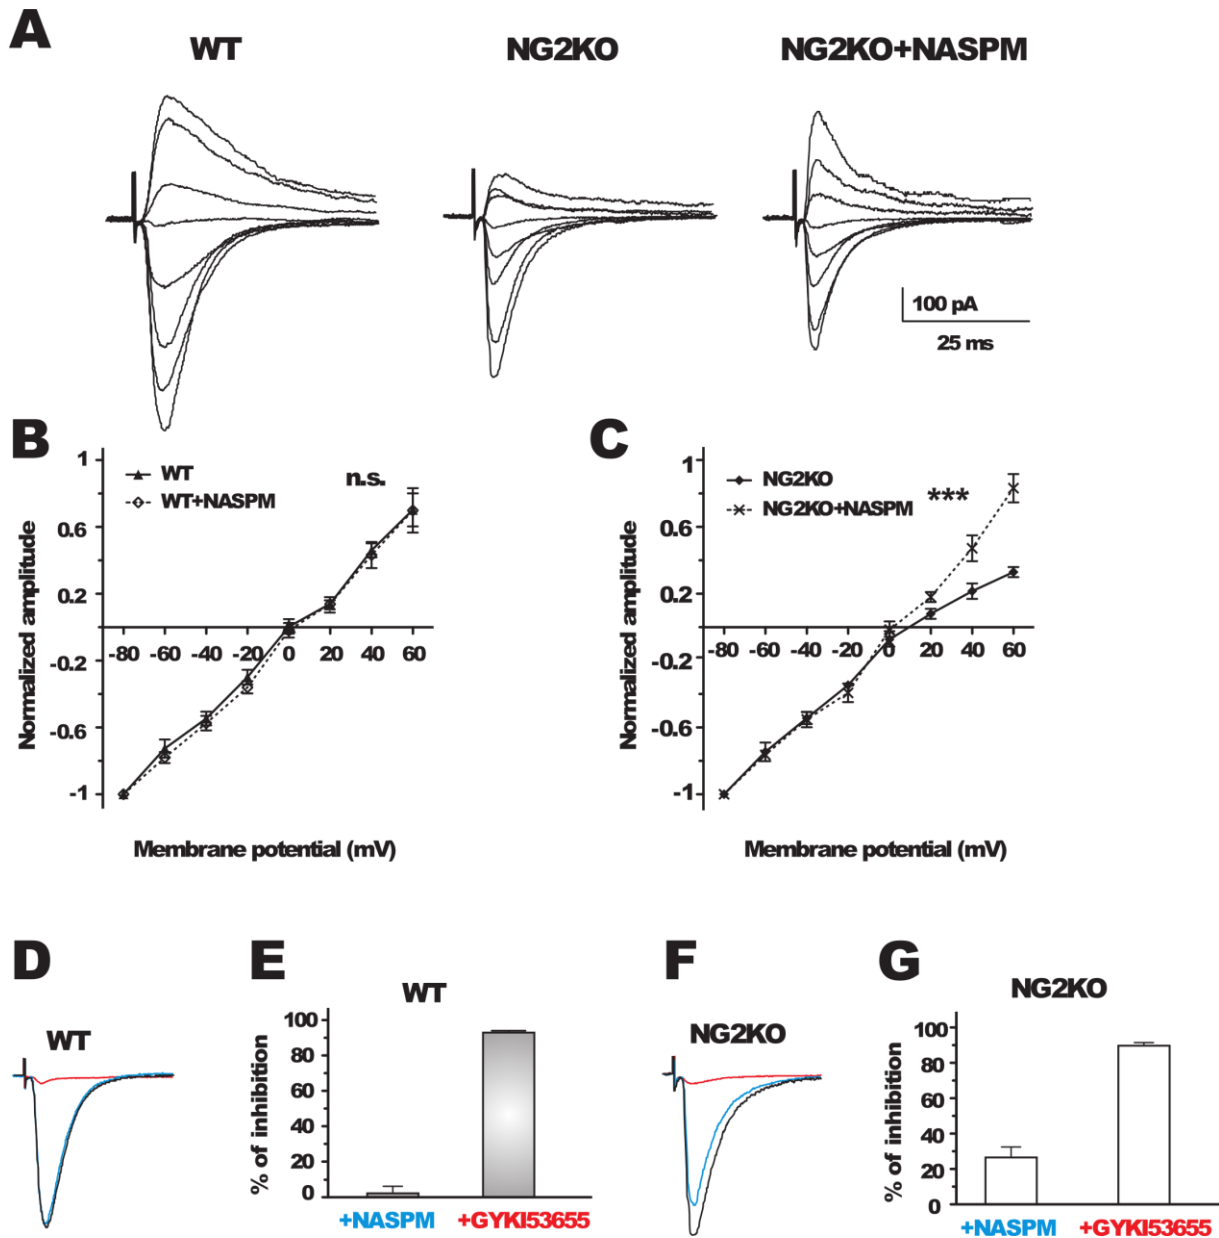 A
WT
NG2KO
NG2KO+NASPM
100 pA
25 ms
B
WT
WT+NASPM
n.s.
Normalized amplitude
1
0.6
0.2
-0.2
-0.6
-1
-80 -60 -40 -20 0 20 40 60
Membrane potential (mV)
C
NG2KO
NG2KO+NASPM
***
Normalized amplitude
1
0.6
0.2
-0.2
-0.6
-1
-80 -60 -40 -20 0 20 40 60
Membrane potential (mV)
D
WT
E
WT
% of inhibition
100
80
60
40
20
0
+NASPM +GYKI53655
F
NG2KO
G
NG2KO
% of inhibition
100
80
60
40
20
0
+NASPM +GYKI53655